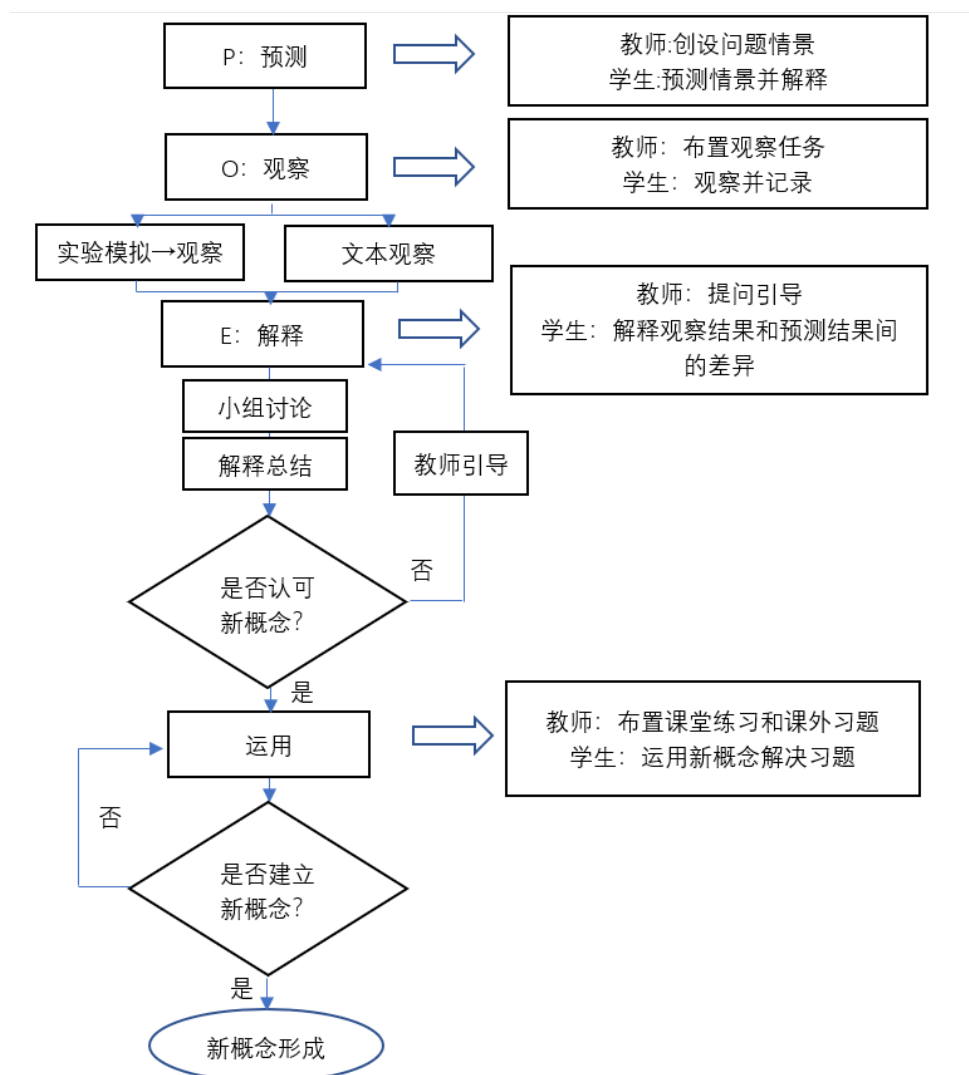 P：预测
教师:创设问题情景
学生:预测情景并解释
O：观察
教师：布置观察任务
学生：观察并记录
实验模拟→观察
文本观察
E：解释
教师：提问引导
学生：解释观察结果和预测结果间
的差异
小组讨论
解释总结
教师引导
是否认可
新概念?
否
是
运用
教师：布置课堂练习和课外习题
学生：运用新概念解决习题
否
是否建立
新概念?
是
新概念形成